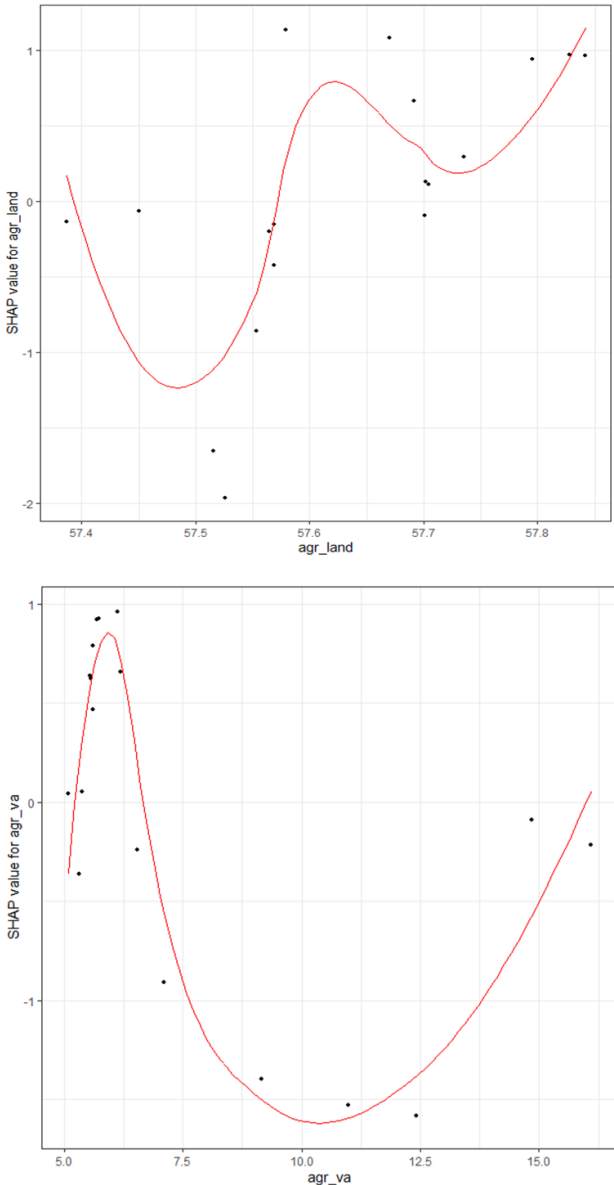 1
0
-1
-2
SHAP value for agr_land
57.4 57.5 57.6 57.7 57.8
agr_land
1
0
-1
SHAP value for agr_va
5.0 7.5 10.0 12.5 15.0
agr_va